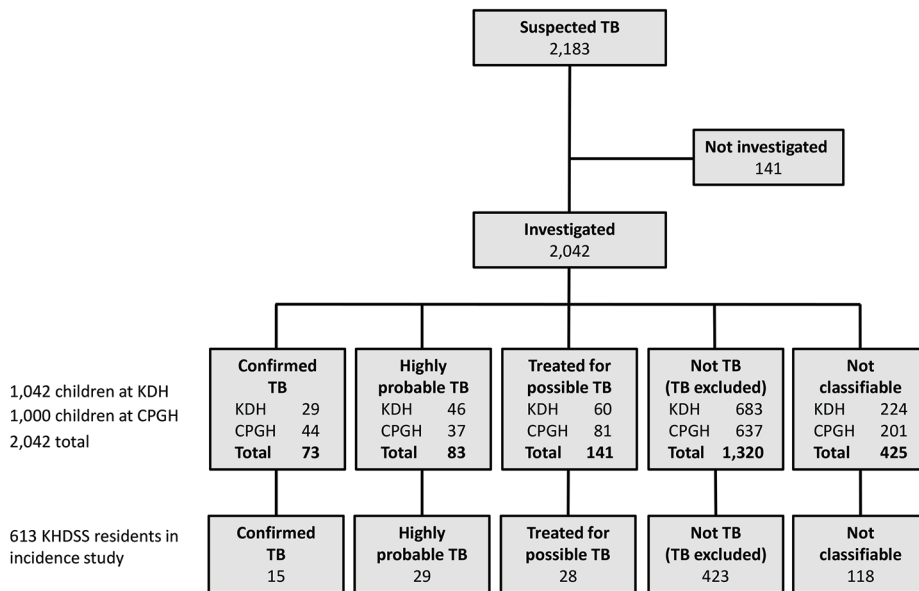 Suspected TB
2,183
Not investigated
141
Investigated
2,042
1,042 children at KDH
1,000 children at CPGH
2,042 total
Confirmed
TB
KDH 29
CPGH 44
Total 73
Highly
probable TB
KDH 46
CPGH 37
Total 83
Treated for
possible TB
KDH 60
CPGH 81
Total 141
Not TB
(TB excluded)
KDH 683
CPGH 637
Total 1,320
Not
classifiable
KDH 224
CPGH 201
Total 425
613 KHDSS residents in
incidence study
Confirmed
TB
15
Highly
probable TB
29
Treated for
possible TB
28
Not TB
(TB excluded)
423
Not
classifiable
118